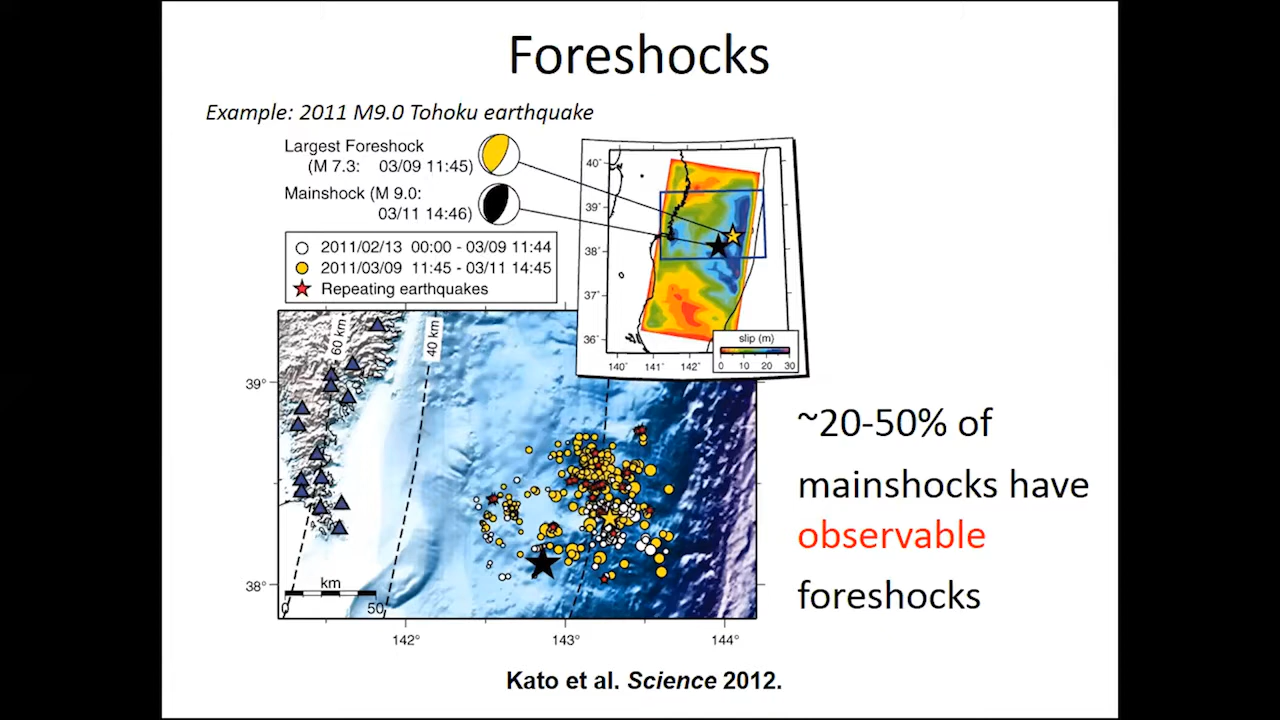 Foreshocks
Example: 2011 M9.0 Tohoku earthquake
Largest Foreshock
(M 7.3: 03/09 11:45)
Mainshock (M 9.0:
03/11 14:46)
2011/02/13 00:00 - 03/09 11:44
2011/03/09 11:45 - 03/11 14:45
Repeating earthquakes
40°
39°
38°
37°
36°
140° 141° 142°
slip (m)
0 10 20 30
60 km
40 km
39°
38°
km
0 50
142° 143° 144°
~20-50% of
mainshocks have
observable
foreshocks
Kato et al. Science 2012.